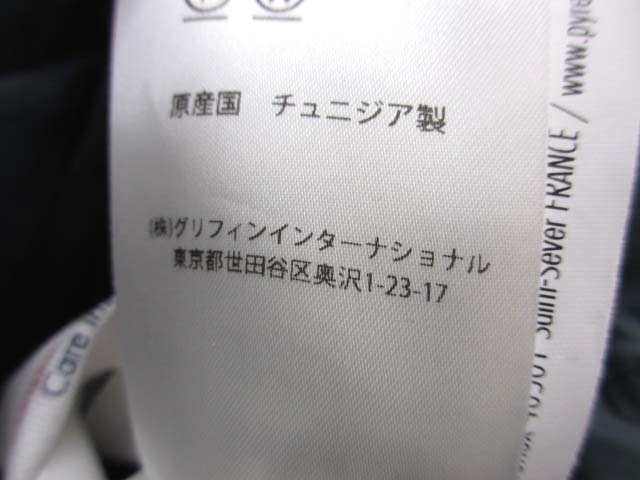 原産国 チュニジア製
(株)グリフィンインターナショナル
東京都世田谷区奥沢1-23-17
Saint-Sever FRANCE / www.pyre
Care in